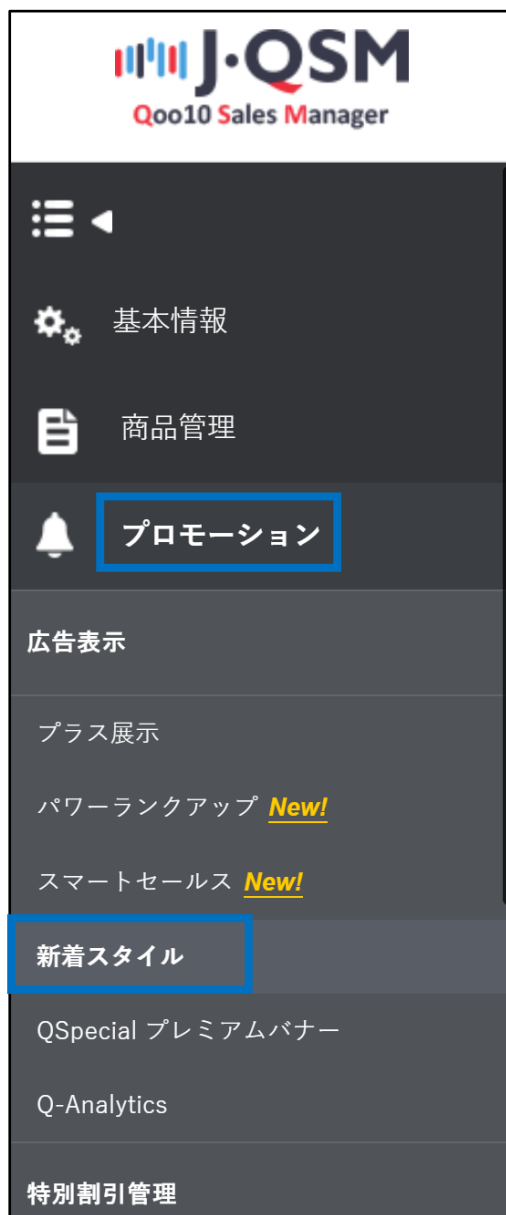 J·QSM
Qoo10 Sales Manager
基本情報
商品管理
プロモーション
広告表示
プラス展示
パワーランクアップ New!
スマートセールス New!
新着スタイル
QSpecial プレミアムバナー
Q-Analytics
特別割引管理